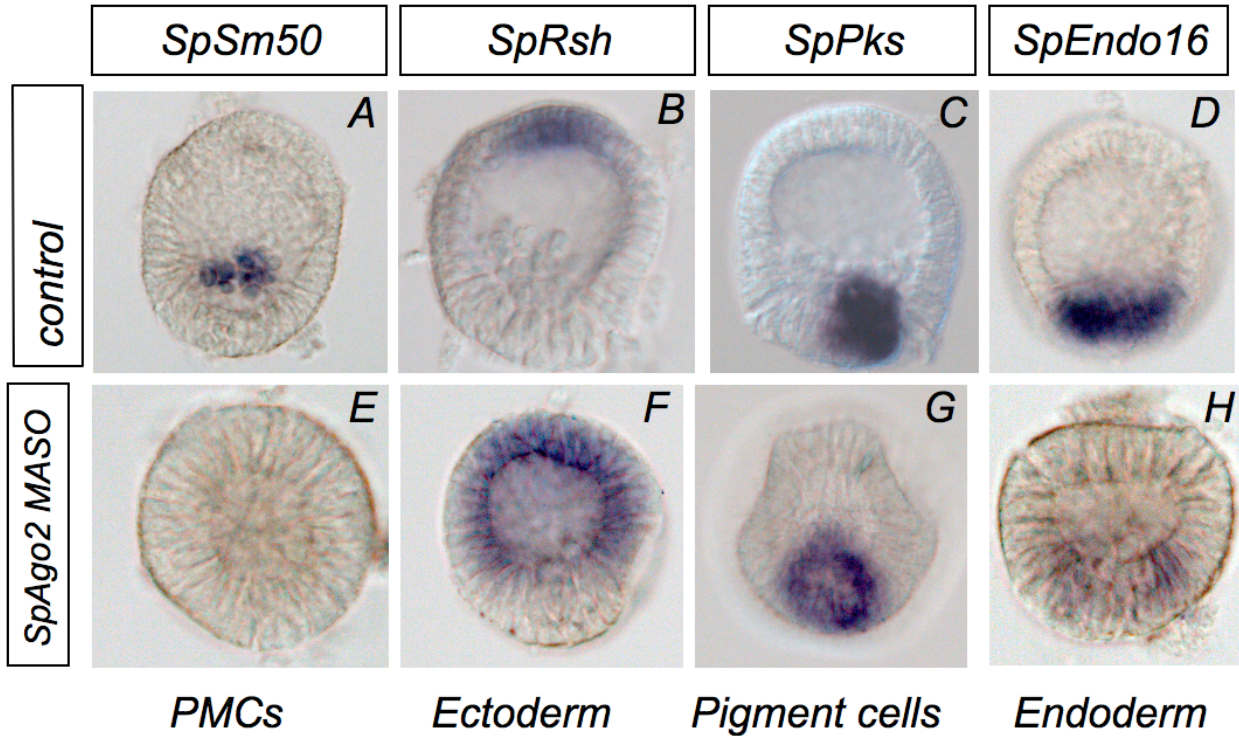 SpSm50
SpRsh
SpPks
SpEndo16
control
A
B
C
D
SpAgo2 MASO
E
F
G
H
PMCs
Ectoderm
Pigment cells
Endoderm